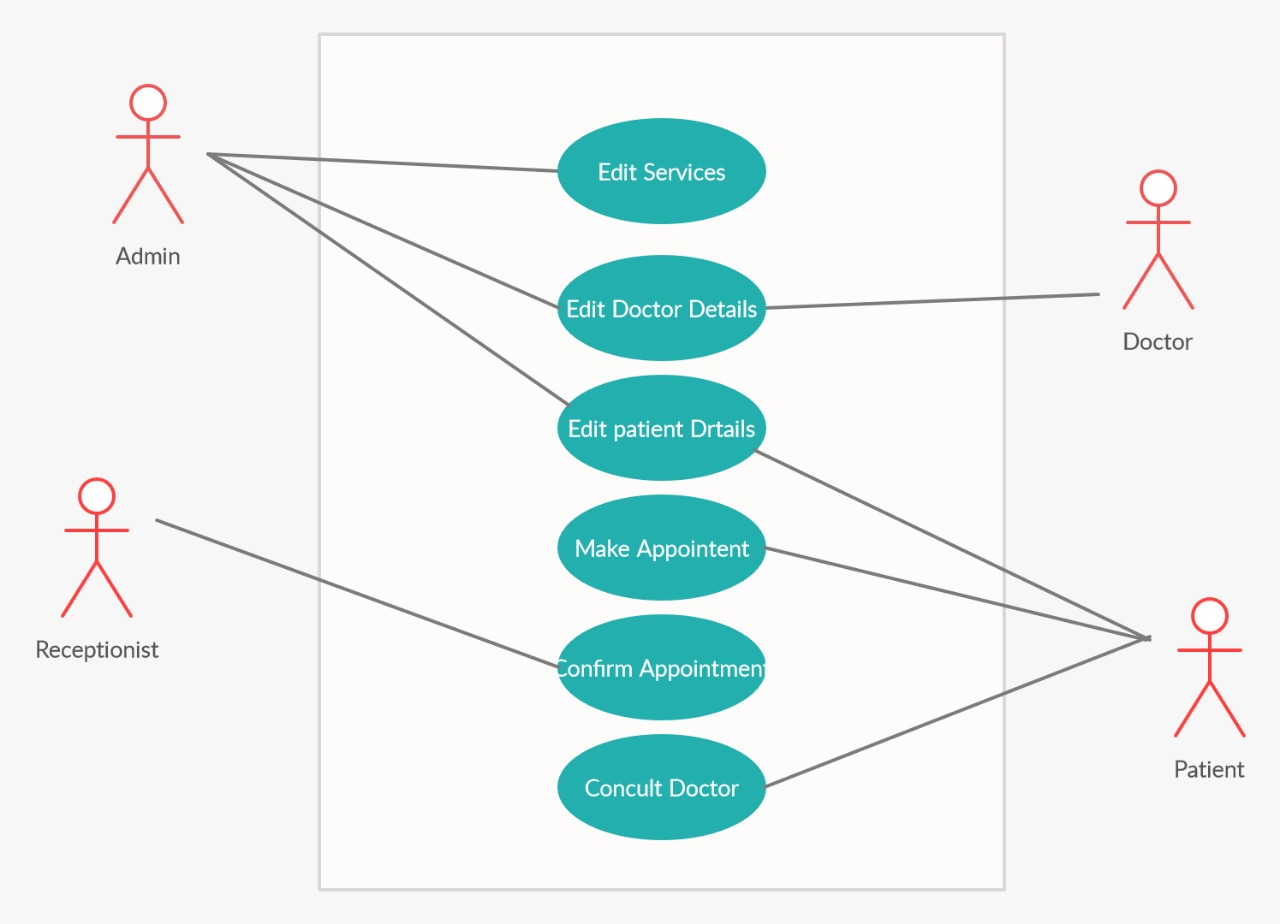 Edit Services
Admin
Edit Doctor Details
Doctor
Edit patient Drtails
Make Appointent
Receptionist
Confirm Appointment
Patient
Concult Doctor